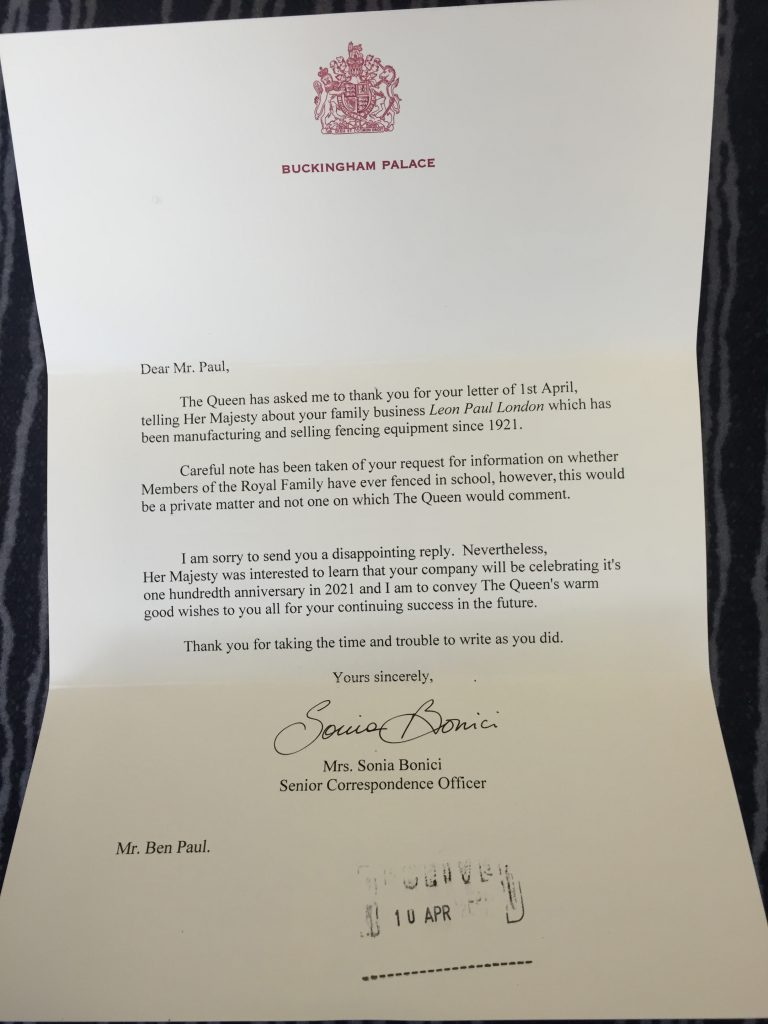 BUCKINGHAM PALACE
Dear Mr. Paul,
The Queen has asked me to thank you for your letter of 1st April,
telling Her Majesty about your family business Leon Paul London which has
been manufacturing and selling fencing equipment since 1921.
Careful note has been taken of your request for information on whether
Members of the Royal Family have ever fenced in school, however, this would
be a private matter and not one on which The Queen would comment.
I am sorry to send you a disappointing reply. Nevertheless,
Her Majesty was interested to learn that your company will be celebrating it's
one hundredth anniversary in 2021 and I am to convey The Queen's warm
good wishes to you all for your continuing success in the future.
Thank you for taking the time and trouble to write as you did.
Yours sincerely,
Sonia Bonici
Mrs. Sonia Bonici
Senior Correspondence Officer
Mr. Ben Paul.
10 APR